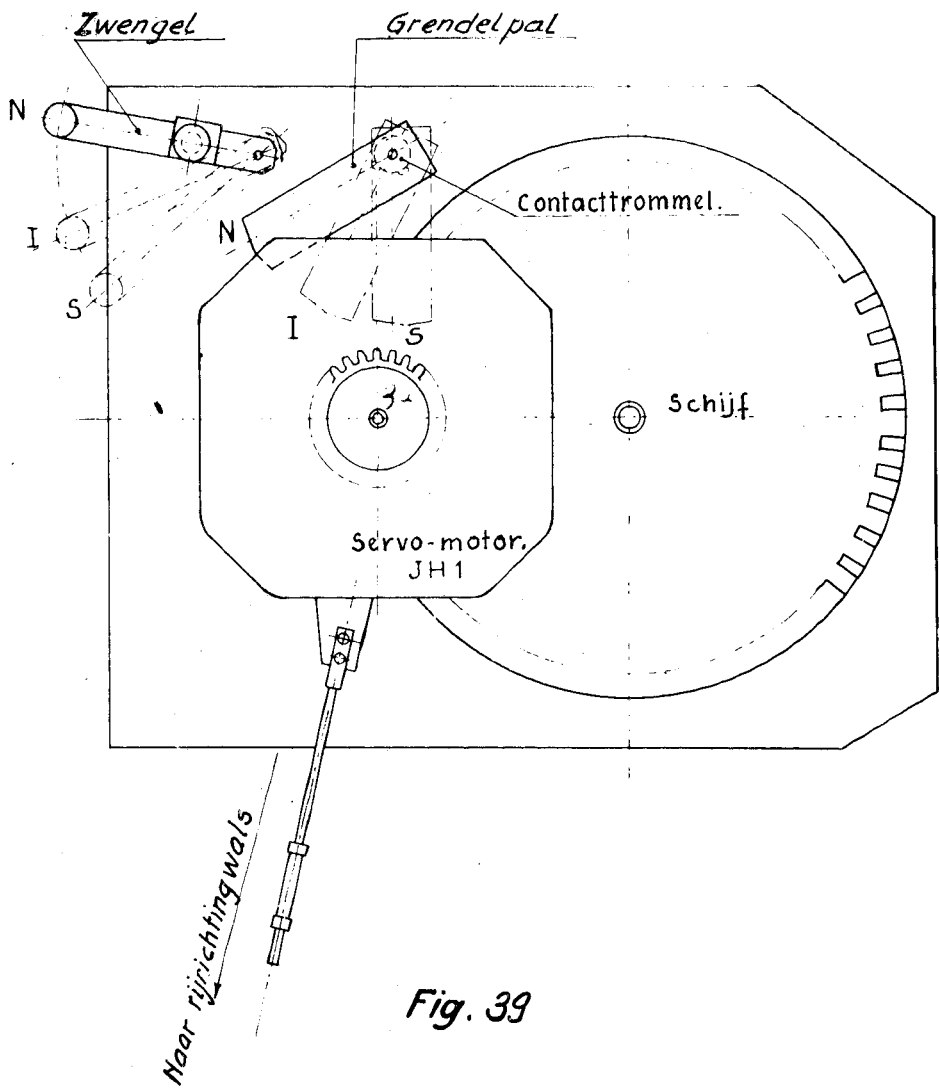 Zwengel
Grendelpal
N
Contacttrommel.
N
I
S
I
S
Schijf
Servo-motor.
JH1
Naar rijrichtingwals
Fig. 39